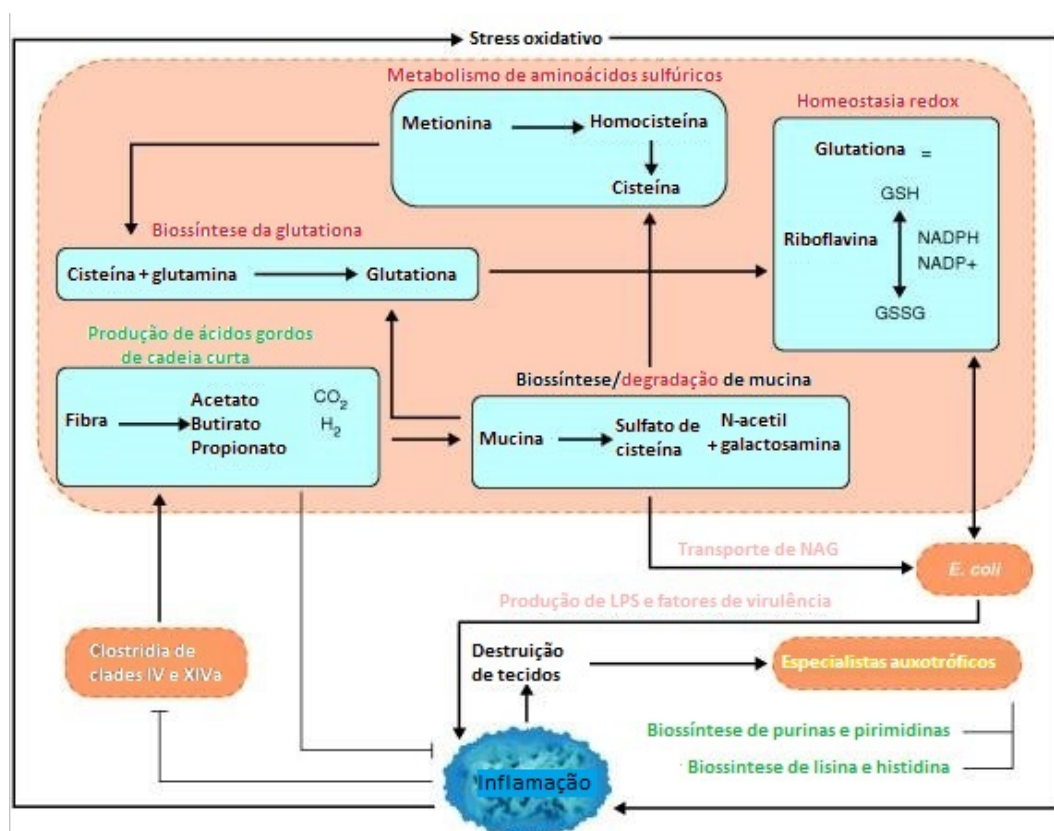 Stress oxidativo
Metabolismo de aminoácidos sulfúricos
Metionina
Homocisteína
Cisteína
Homeostasia redox
Glutationa =
GSH
Riboflavina
NADPH
NADP+
GSSG
Biossíntese da glutationa
Cisteína + glutamina
Glutationa
Produção de ácidos gordos
de cadeia curta
Fibra
Acetato
Butirato
Propionato
CO2
H2
Biossíntese/degradação de mucina
Mucina
Sulfato de
cisteína
N-acetil
+ galactosamina
Transporte de NAG
E. coli
Produção de LPS e fatores de virulência
Clostridia de
clades IV e XIVa
Destruição
de tecidos
Especialistas auxotróficos
Biossíntese de purinas e pirimidinas
Biossintese de lisina e histidina
Inflamação